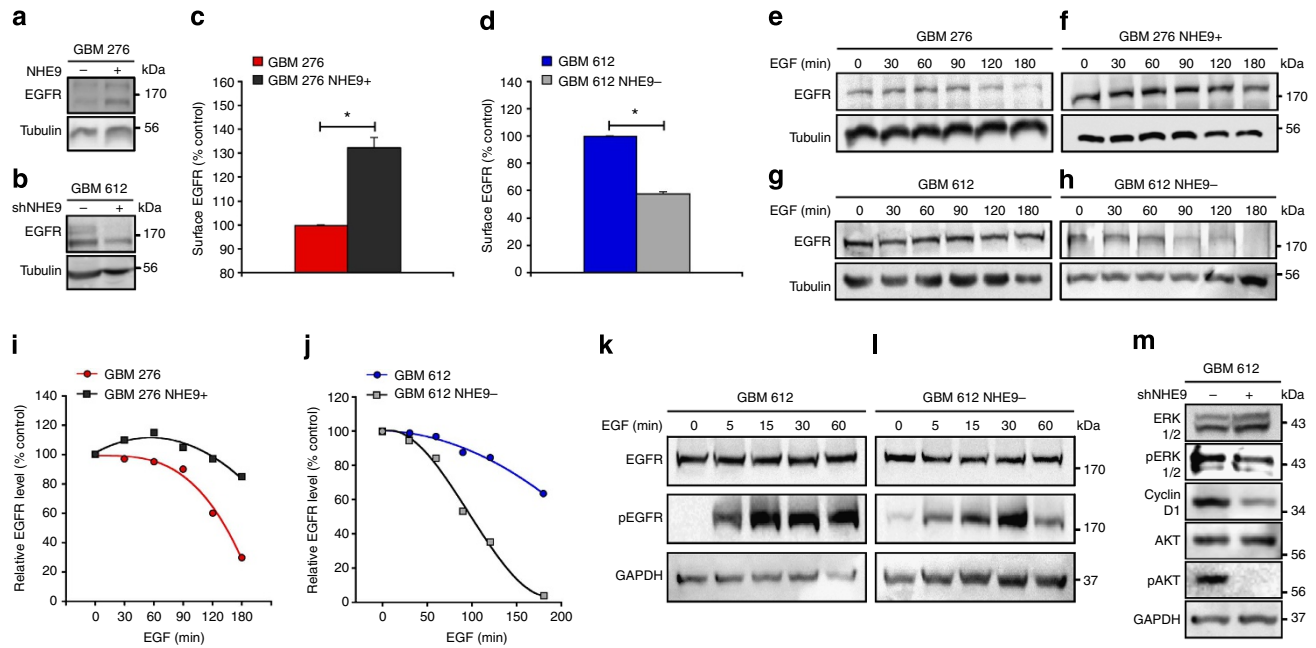 a
GBM 276
NHE9 – + kDa
EGFR 170
Tubulin 56
b
GBM 612
shNHE9 – + kDa
EGFR 170
Tubulin 56
c
GBM 276
GBM 276 NHE9+
Surface EGFR (% control)
160
150
140
130
120
110
100
90
80
*
d
GBM 612
GBM 612 NHE9–
Surface EGFR (% control)
140
120
100
80
60
40
20
0
*
e
GBM 276
EGF (min) 0 30 60 90 120 180
EGFR
Tubulin
f
GBM 276 NHE9+
0 30 60 90 120 180 kDa
170
56
g
GBM 612
EGF (min) 0 30 60 90 120 180
EGFR
Tubulin
h
GBM 612 NHE9–
0 30 60 90 120 180 kDa
170
56
i
GBM 276
GBM 276 NHE9+
Relative EGFR level (% control)
140
120
100
80
60
40
20
0
0 30 60 90 120 180
EGF (min)
j
GBM 612
GBM 612 NHE9–
Relative EGFR level (% control)
120
100
80
60
40
20
0
0 50 100 150 200
EGF (min)
k
GBM 612
EGF (min) 0 5 15 30 60
EGFR
pEGFR
GAPDH
l
GBM 612 NHE9–
0 5 15 30 60 kDa
170
170
37
m
GBM 612
shNHE9 – + kDa
ERK
1/2 43
pERK
1/2 43
Cyclin
D1 34
AKT
pAKT
56
GAPDH 37